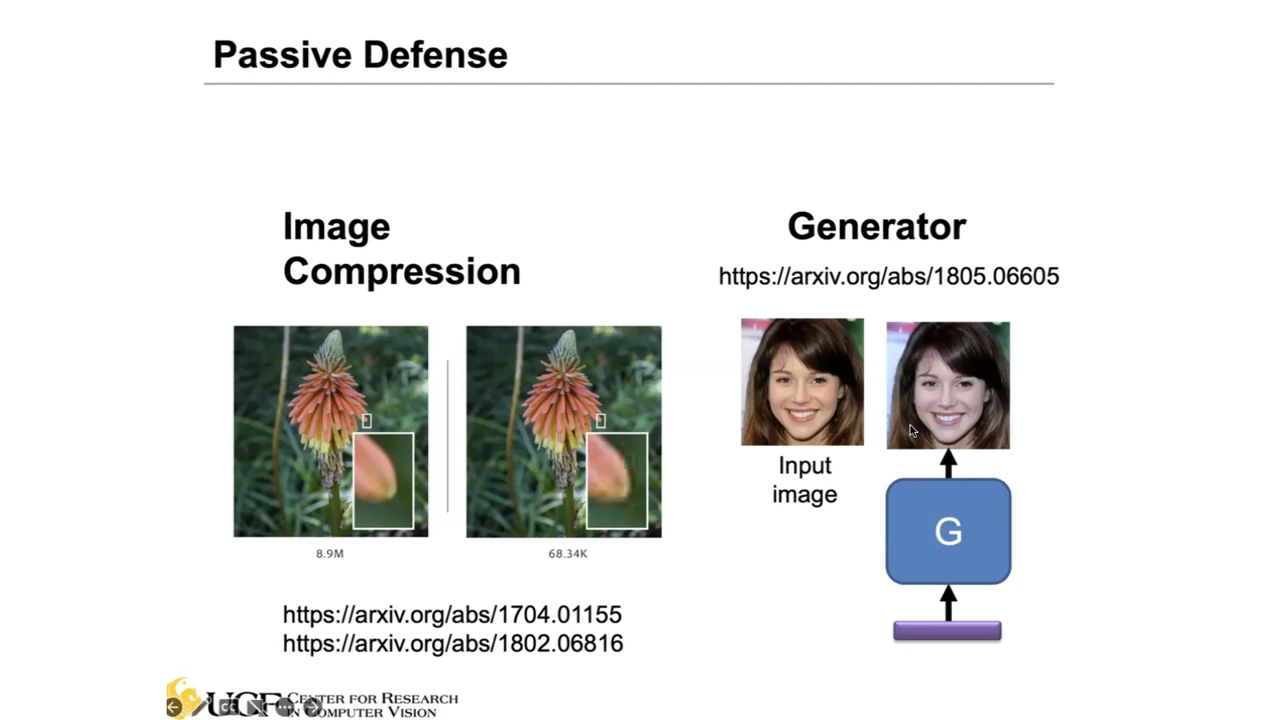 Passive Defense
Image
Compression
Generator
https://arxiv.org/abs/1805.06605
Input
image
G
8.9M
68.34K
https://arxiv.org/abs/1704.01155
https://arxiv.org/abs/1802.06816
UCF CENTER FOR RESEARCH
IN COMPUTER VISION